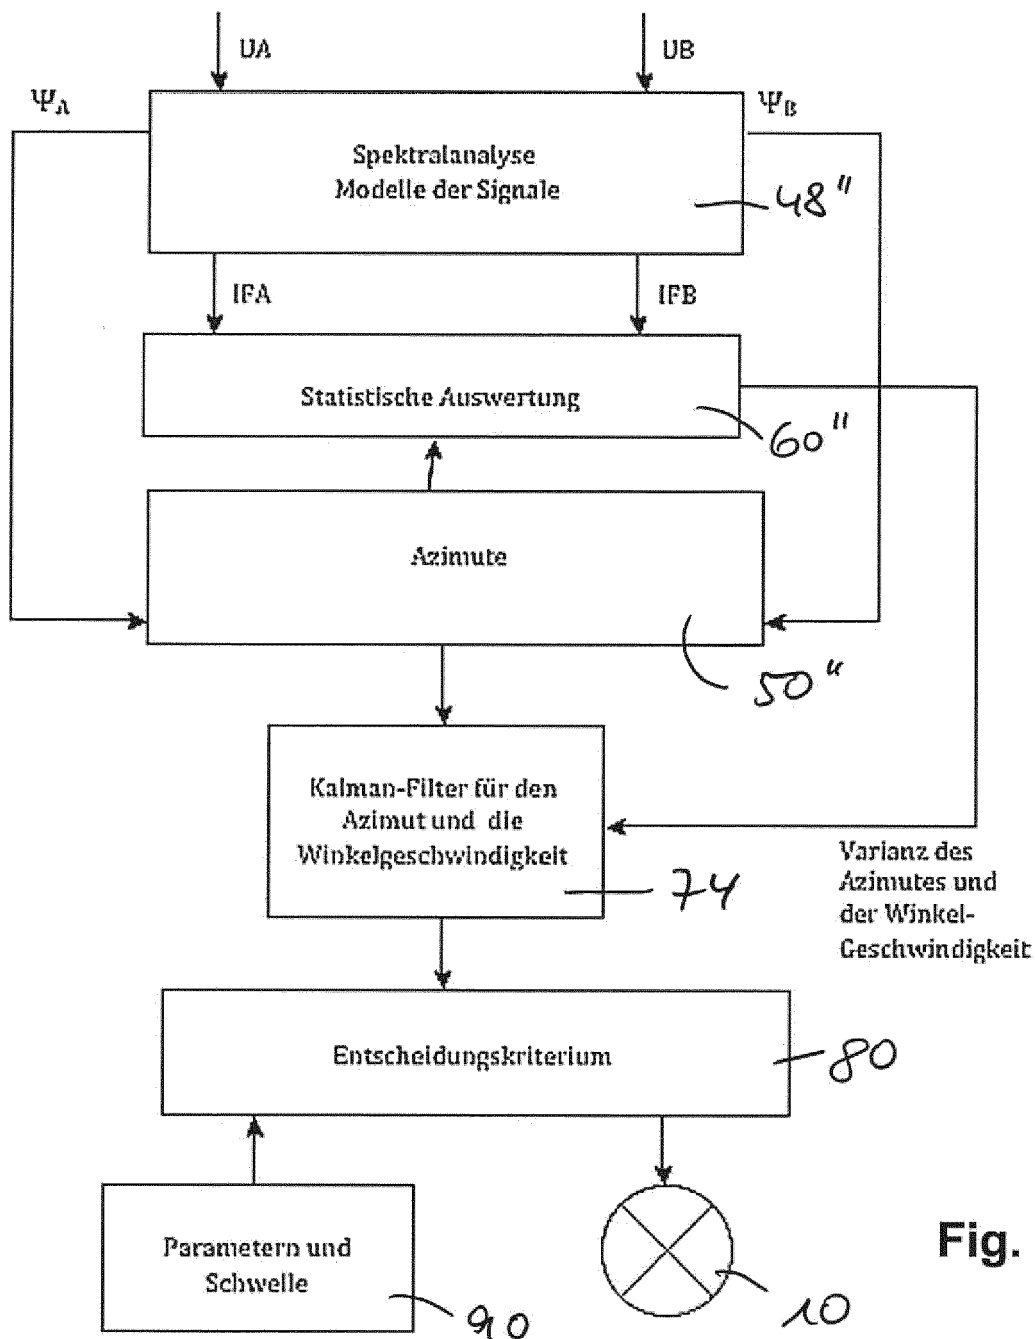 UA
UB
Ψ_A
Ψ_B
Spektralanalyse
Modelle der Signale
48"
IFA
IFB
Statistische Auswertung
60"
Azimute
50"
Kalman-Filter für den
Azimut und die
Winkelgeschwindigkeit
74
Varianz des
Azimutes und
der Winkel-
Geschwindigkeit
Entscheidungskriterium
80
Parametern und
Schwelle
90
10
Fig.